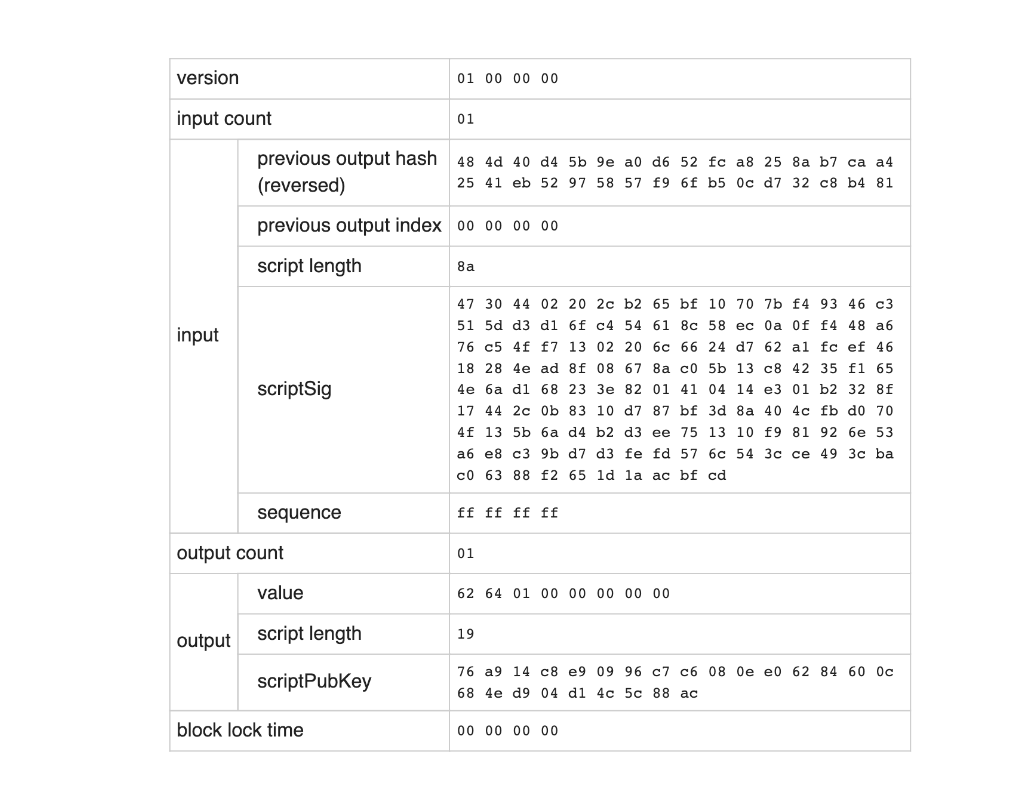 version 01 00 00 00
input count 01
input
previous output hash (reversed)
48 4d 40 d4 5b 9e a0 d6 52 fc a8 25 8a b7 ca a4
25 41 eb 52 97 58 57 f9 6f b5 0c d7 32 c8 b4 81
previous output index 00 00 00 00
script length 8a
scriptSig
47 30 44 02 20 2c b2 65 bf 10 70 7b f4 93 46 c3
51 5d d3 d1 6f c4 54 61 8c 58 ec 0a 0f f4 48 a6
76 c5 4f f7 13 02 20 6c 66 24 d7 62 a1 fc ef 46
18 28 4e ad 8f 08 67 8a c0 5b 13 c8 42 35 f1 65
4e 6a d1 68 23 3e 82 01 41 04 14 e3 01 b2 32 8f
17 44 2c 0b 83 10 d7 87 bf 3d 8a 40 4c fb d0 70
4f 13 5b 6a d4 b2 d3 ee 75 13 10 f9 81 92 6e 53
a6 e8 c3 9b d7 d3 fe fd 57 6c 54 3c ce 49 3c ba
c0 63 88 f2 65 1d 1a ac bf cd
sequence ff ff ff ff
output count 01
output
value 62 64 01 00 00 00 00 00
script length 19
scriptPubKey
76 a9 14 c8 e9 09 96 c7 c6 08 0e e0 62 84 60 0c
68 4e d9 04 d1 4c 5c 88 ac
block lock time 00 00 00 00